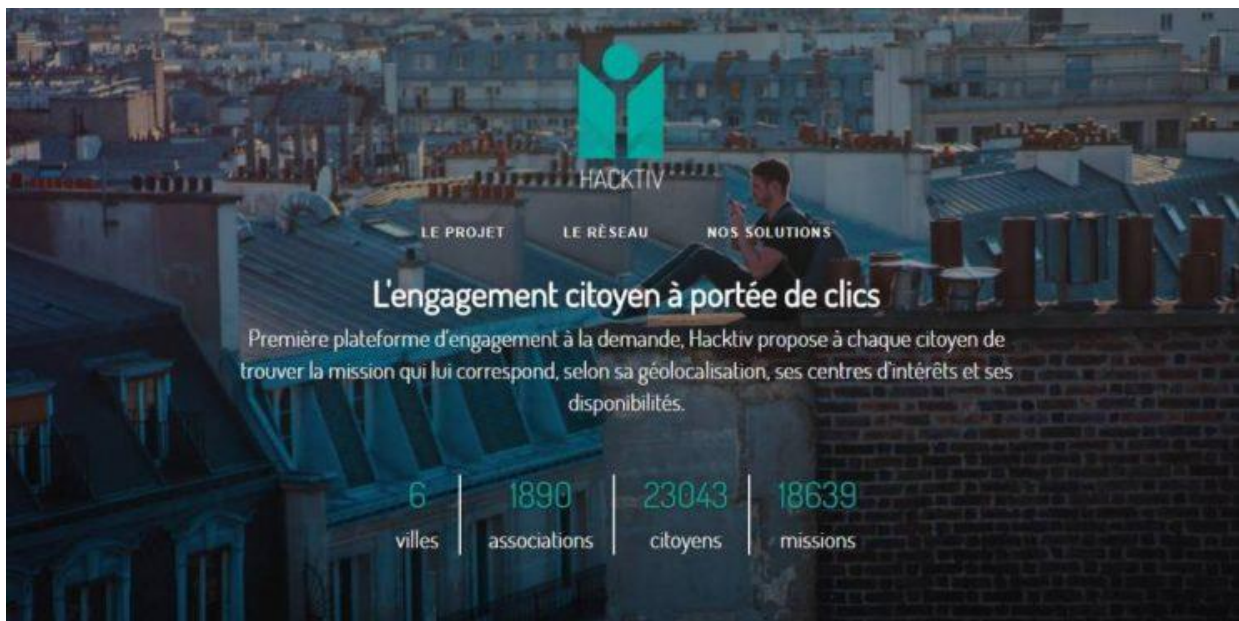 HACKTIV
LE PROJET LE RÈSEAU NOS SOLUTIONS
L'engagement citoyen à portée de clics
Première plateforme d'engagement à la demande, Hacktiv propose à chaque citoyen de
trouver la mission qui lui correspond, selon sa géolocalisation, ses centres d'intérêts et ses
disponibilités.
6 1890 23043 18639
villes associations citoyens missions